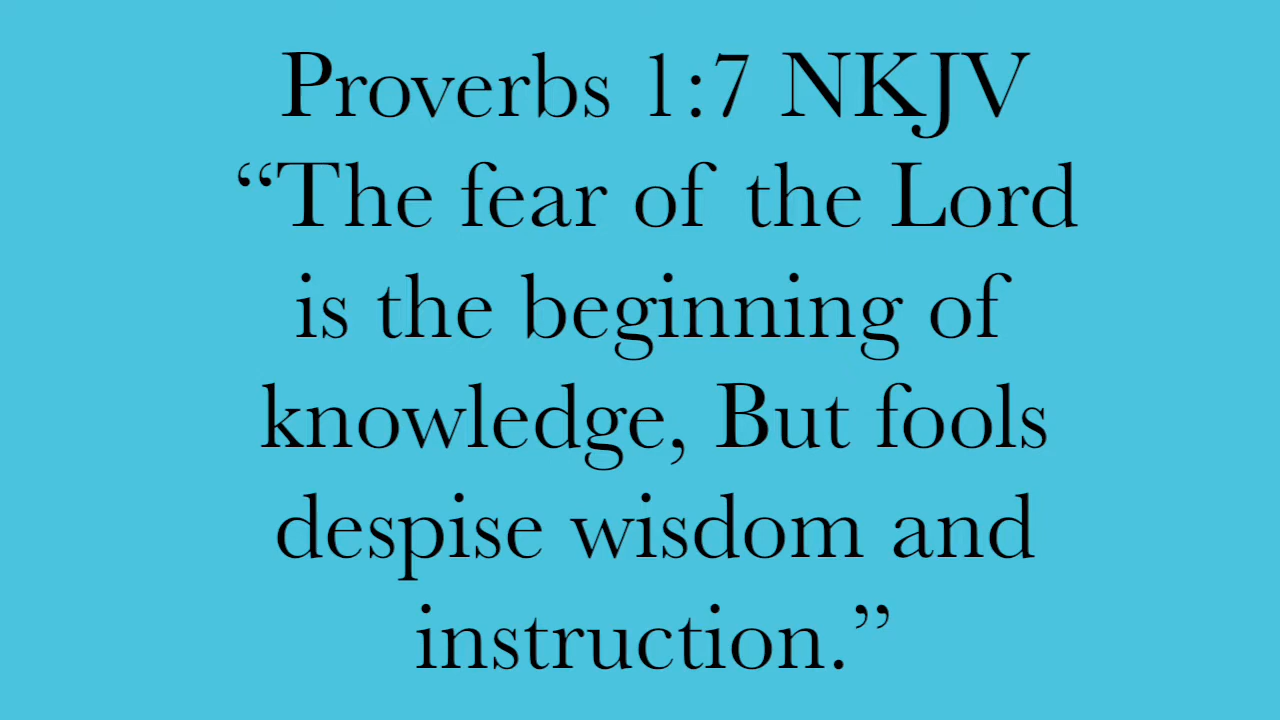 Proverbs 1:7 NKJV
“The fear of the Lord
is the beginning of
knowledge, But fools
despise wisdom and
instruction.”